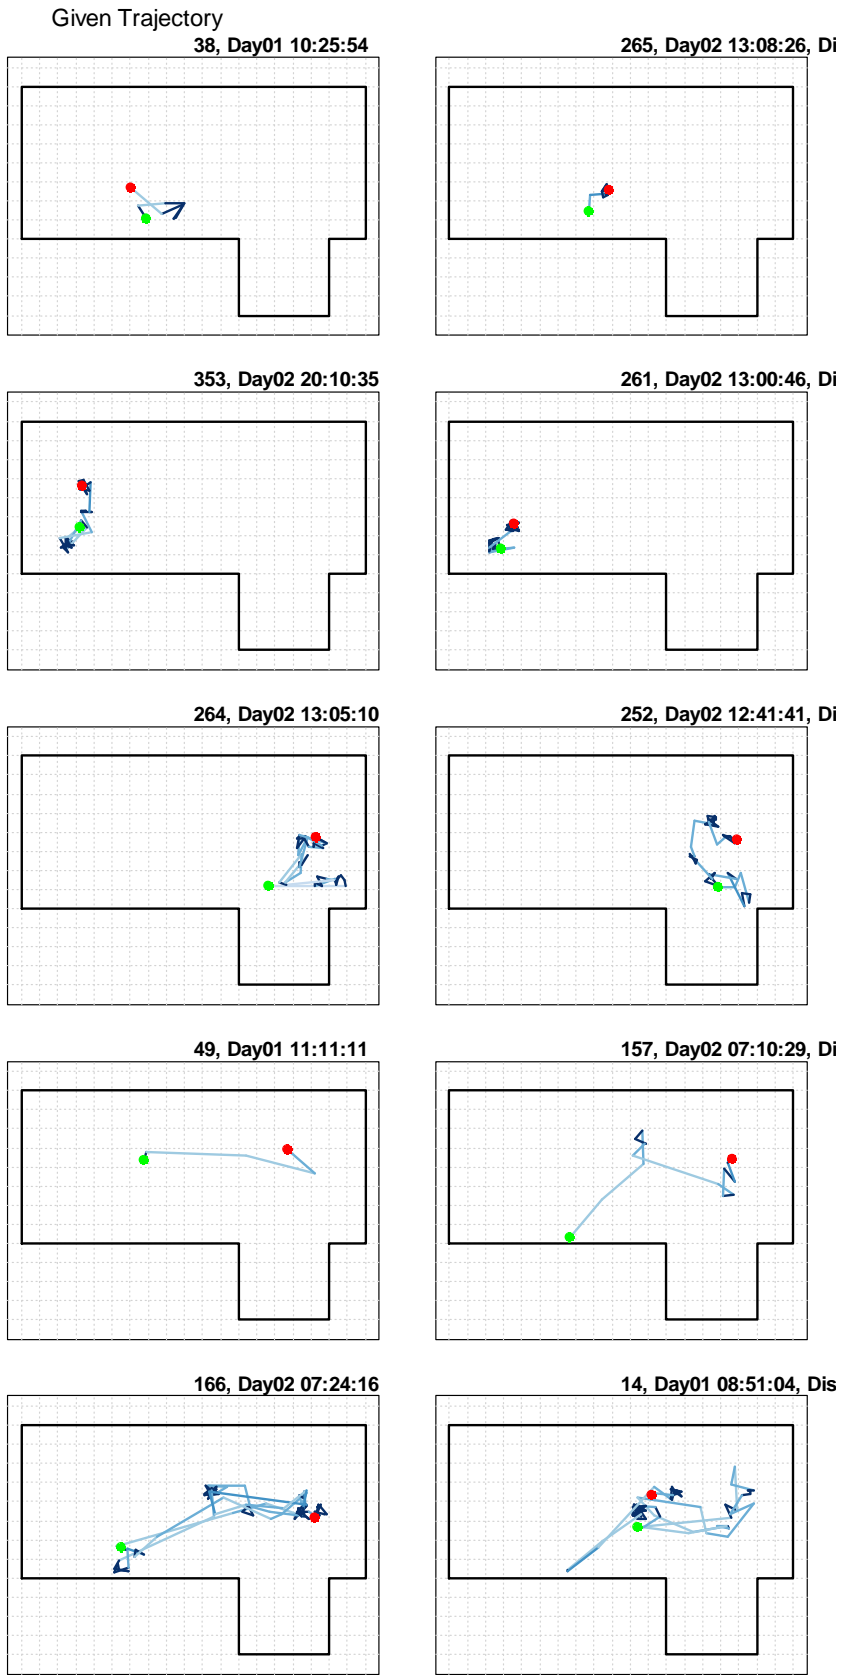 Given Trajectory
38, Day01 10:25:54
265, Day02 13:08:26, Di
353, Day02 20:10:35
261, Day02 13:00:46, Di
264, Day02 13:05:10
252, Day02 12:41:41, Di
49, Day01 11:11:11
157, Day02 07:10:29, Di
166, Day02 07:24:16
14, Day01 08:51:04, Dis